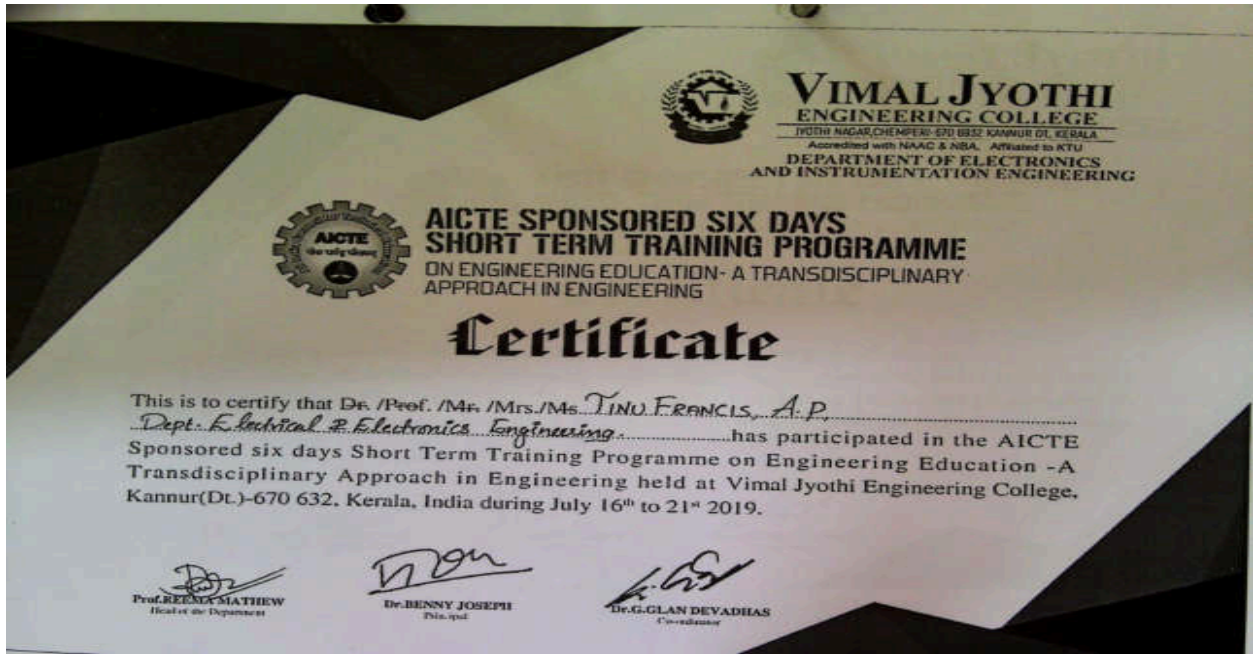 VIMAL JYOTHI
ENGINEERING COLLEGE
JYOTHI NAGAR, CHEMPERI-670 6632 KANNUR DT, KERALA
Accredited with NAAC & NBA. Affiliated to KTU
DEPARTMENT OF ELECTRONICS
AND INSTRUMENTATION ENGINEERING
AICTE
AICTE SPONSORED SIX DAYS
SHORT TERM TRAINING PROGRAMME
ON ENGINEERING EDUCATION- A TRANSDISCIPLINARY
APPROACH IN ENGINEERING
Certificate
This is to certify that Dr. /Prof. /Mr. /Mrs./Ms. TINU FRANCIS, A.P,
Dept. Electrical & Electronics Engineering. has participated in the AICTE
Sponsored six days Short Term Training Programme on Engineering Education -A
Transdisciplinary Approach in Engineering held at Vimal Jyothi Engineering College,
Kannur(Dt.)-670 632, Kerala, India during July 16th to 21st 2019.
Prof.REEMA MATHEW
Head of the Department
Dr.BENNY JOSEPH
Principal
Dr.G.GLAN DEVADHAS
Co-ordinator